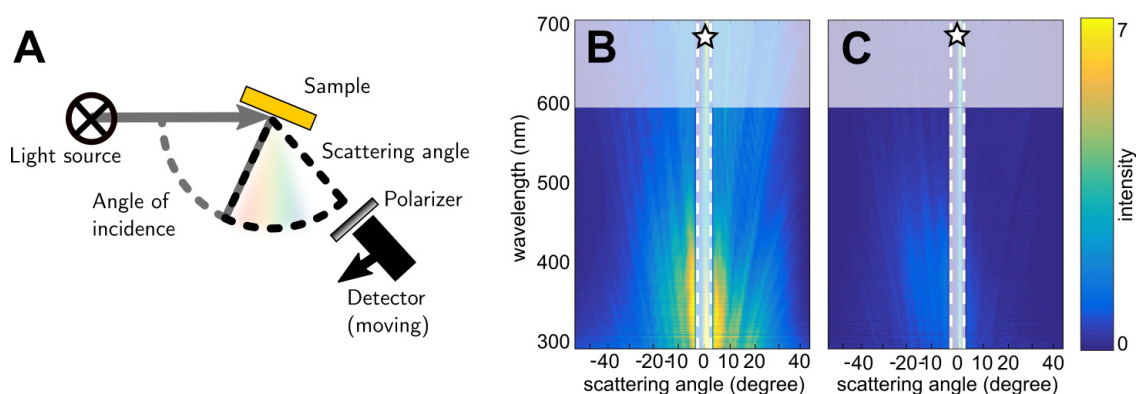 A
Light source
Sample
Scattering angle
Angle of
incidence
Polarizer
Detector
(moving)
B
700
600
500
400
300
wavelength (nm)
-40 -20 -10 0 10 20 40
scattering angle (degree)
C
-40 -20 -10 0 10 20 40
scattering angle (degree)
7
0
intensity